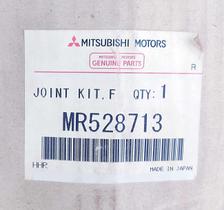 MITSUBISHI MOTORS
MITSUBISHI MOTORS
GENUINE PARTS
R
JOINT KIT,F QTY:1
MR528713
HHR
MADE IN JAPAN